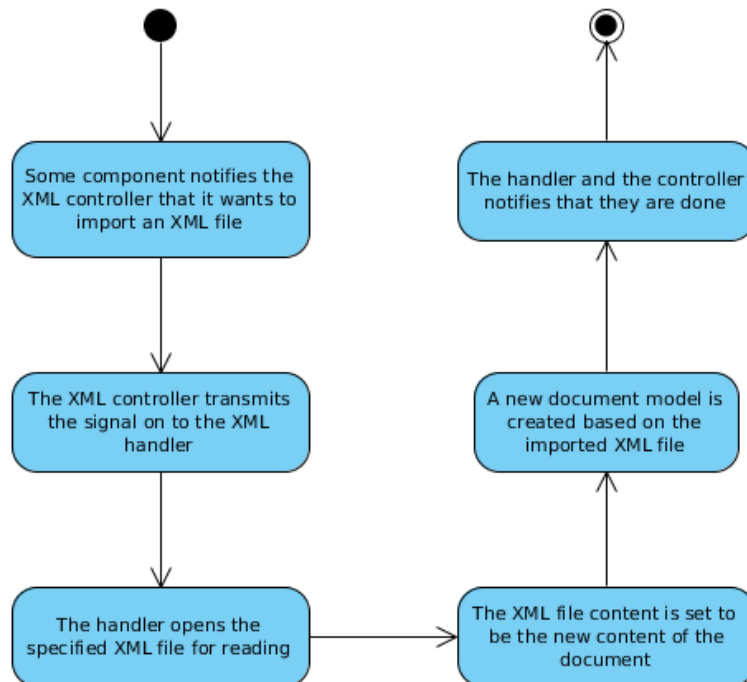 Some component notifies the
XML controller that it wants to
import an XML file
The XML controller transmits
the signal on to the XML
handler
The handler opens the
specified XML file for reading
The XML file content is set to
be the new content of the
document
A new document model is
created based on the
imported XML file
The handler and the controller
notifies that they are done